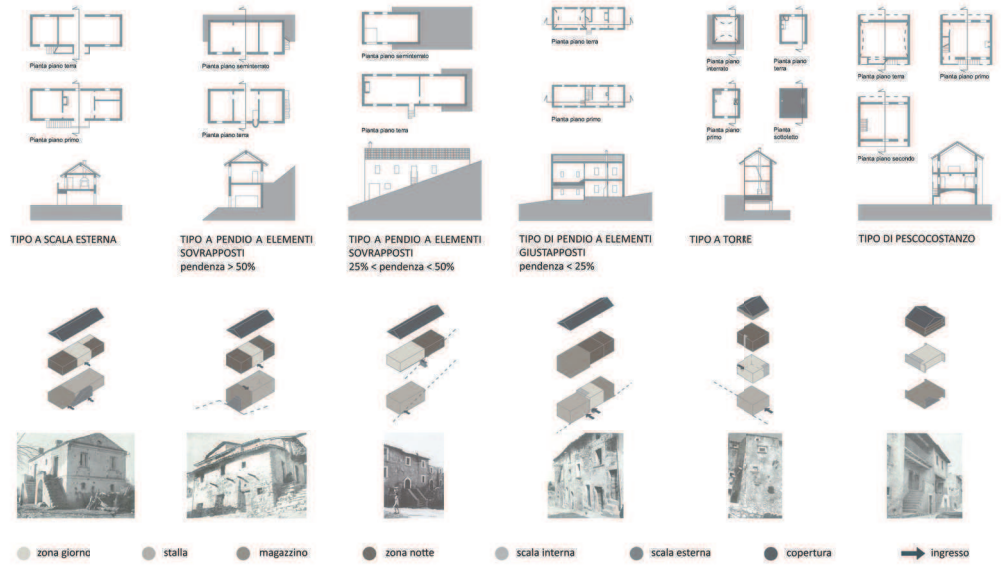 Pianta piano terra
Pianta piano primo
TIPO A SCALA ESTERNA
Pianta piano seminterrato
Pianta piano terra
TIPO A PENDIO A ELEMENTI
SOVRAPPOSTI
pendenza > 50%
Pianta piano seminterrato
Pianta piano terra
TIPO A PENDIO A ELEMENTI
SOVRAPPOSTI
25% < pendenza < 50%
Pianta piano terra
Pianta piano primo
TIPO DI PENDIO A ELEMENTI
GIUSTAPPOSTI
pendenza < 25%
Pianta piano
interrato
Pianta piano
terra
Pianta piano
primo
Pianta
sottotetto
TIPO A TORRE
Pianta piano terra
Pianta piano primo
Pianta piano secondo
TIPO DI PESCOCOSTANZO
zona giorno
stalla
magazzino
zona notte
scala interna
scala esterna
copertura
ingresso